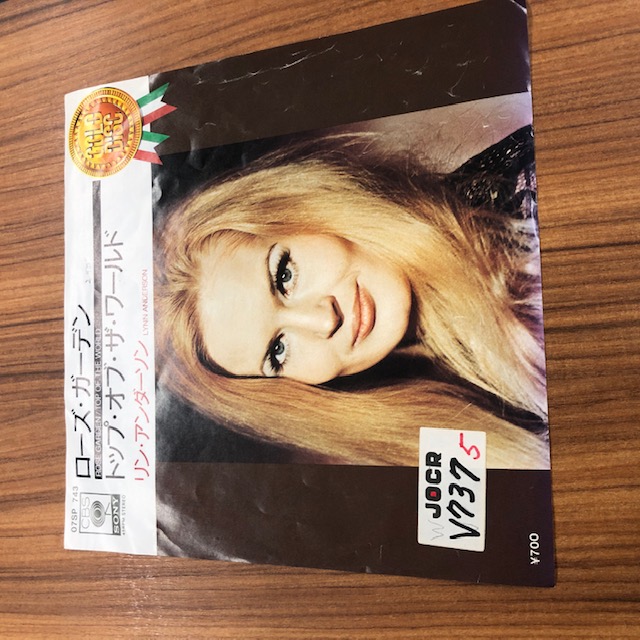 ローズ・ガーデン
ROSE GARDEN/TOP OF THE WORLD
トップ・オブ・ザ・ワールド
リン・アンダーソン
LYNN ANDERSON
07SP 743
CBS
SONY
W JOCR
V737 5
¥700